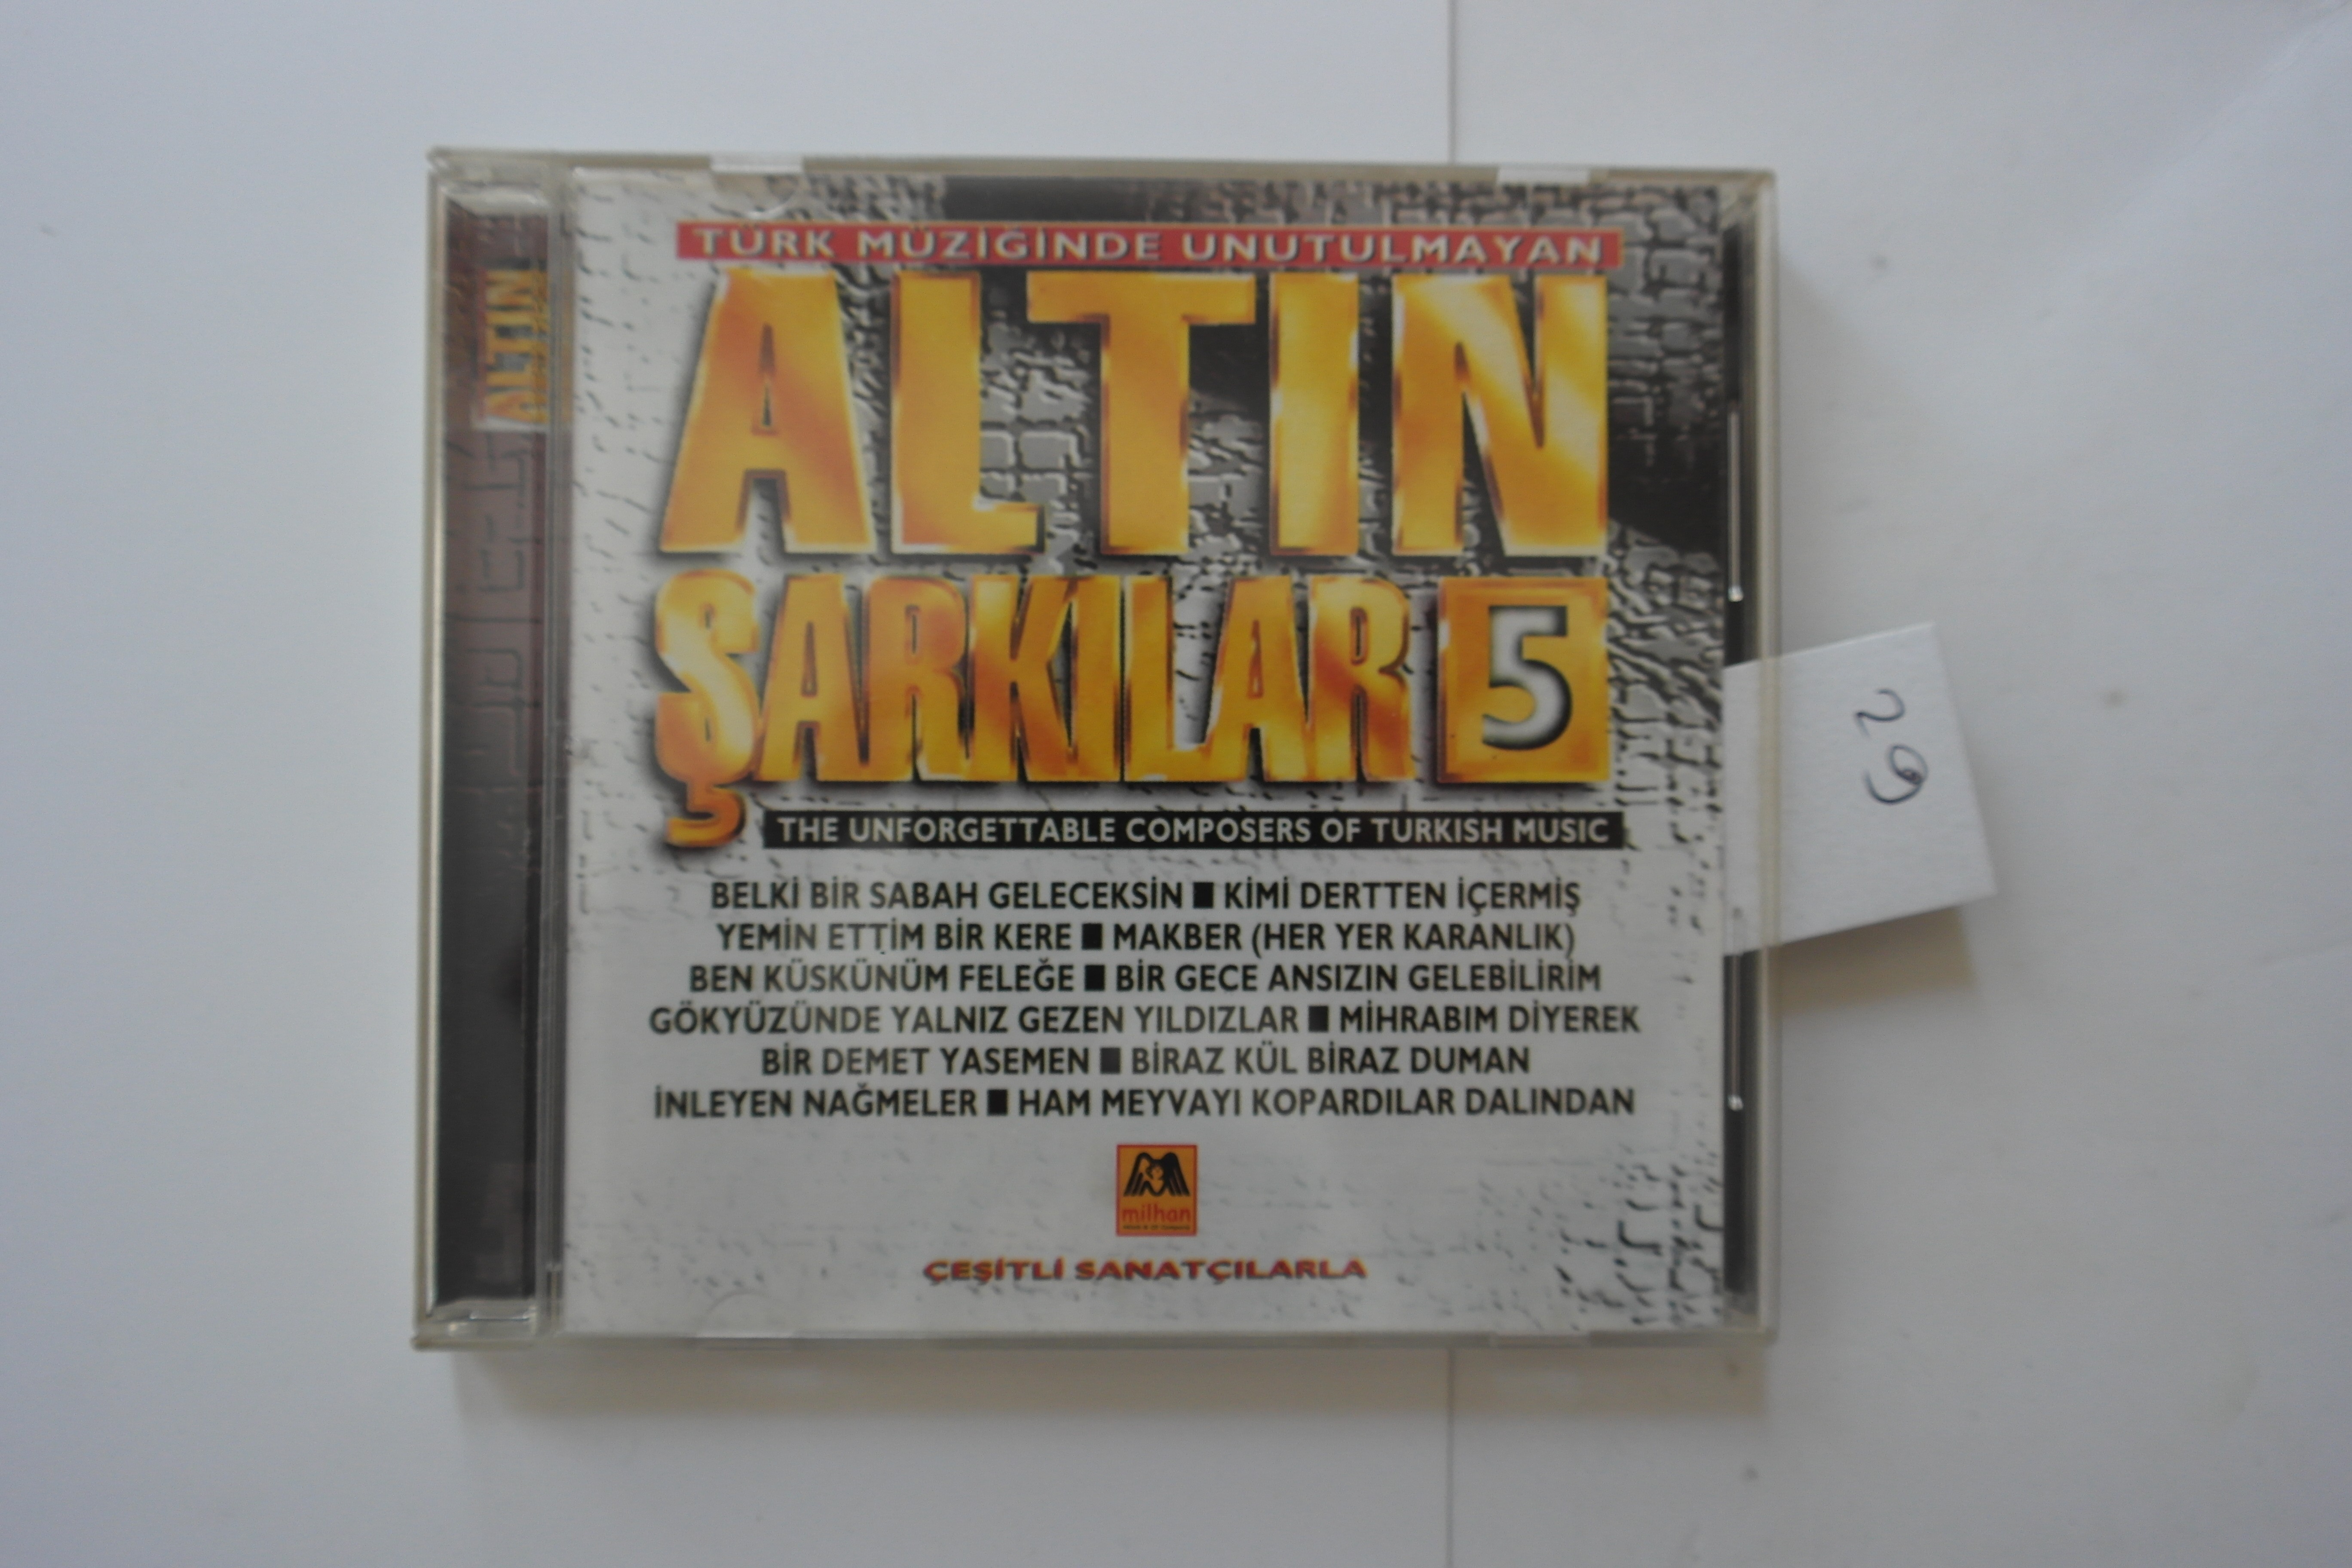 TÜRK MÜZİĞİNDE UNUTULMAYAN
ALTIN
ALTIN
ŞARKILAR 5
THE UNFORGETTABLE COMPOSERS OF TURKISH MUSIC
BELKİ BİR SABAH GELECEKSİN ■ KİMİ DERTTEN İÇERMİŞ
YEMİN ETTİM BİR KERE ■ MAKBER (HER YER KARANLIK)
BEN KÜSKÜNÜM FELEĞE ■ BİR GECE ANSIZIN GELEBİLİRİM
GÖKYÜZÜNDE YALNIZ GEZEN YILDIZLAR ■ MİHRABIM DİYEREK
BİR DEMET YASEMEN ■ BİRAZ KÜL BİRAZ DUMAN
İNLEYEN NAĞMELER ■ HAM MEYVAYI KOPARDILAR DALINDAN
milhan
ÇEŞİTLİ SANATÇILARLA
29